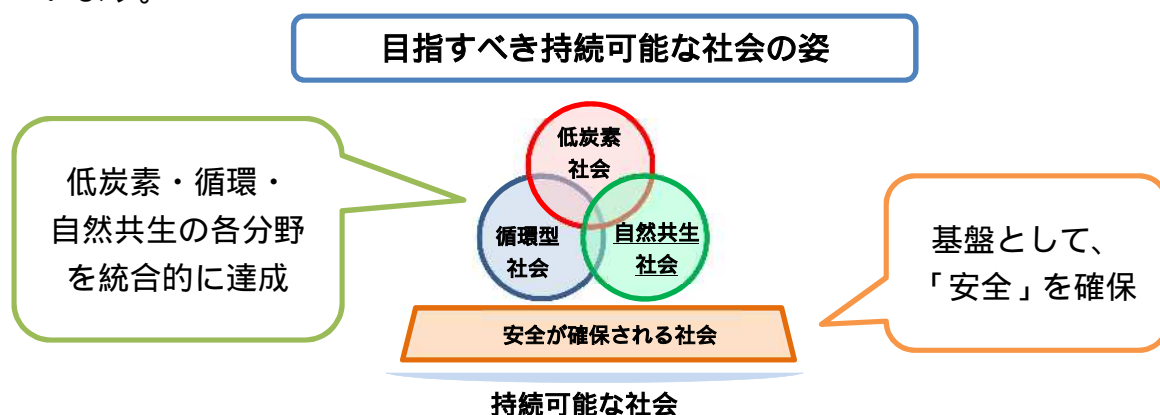 目指すべき持続可能な社会の姿
低炭素・循環・
自然共生の各分野
を統合的に達成
低炭素
社会
循環型
社会
自然共生
社会
基盤として、
「安全」を確保
安全が確保される社会
持続可能な社会